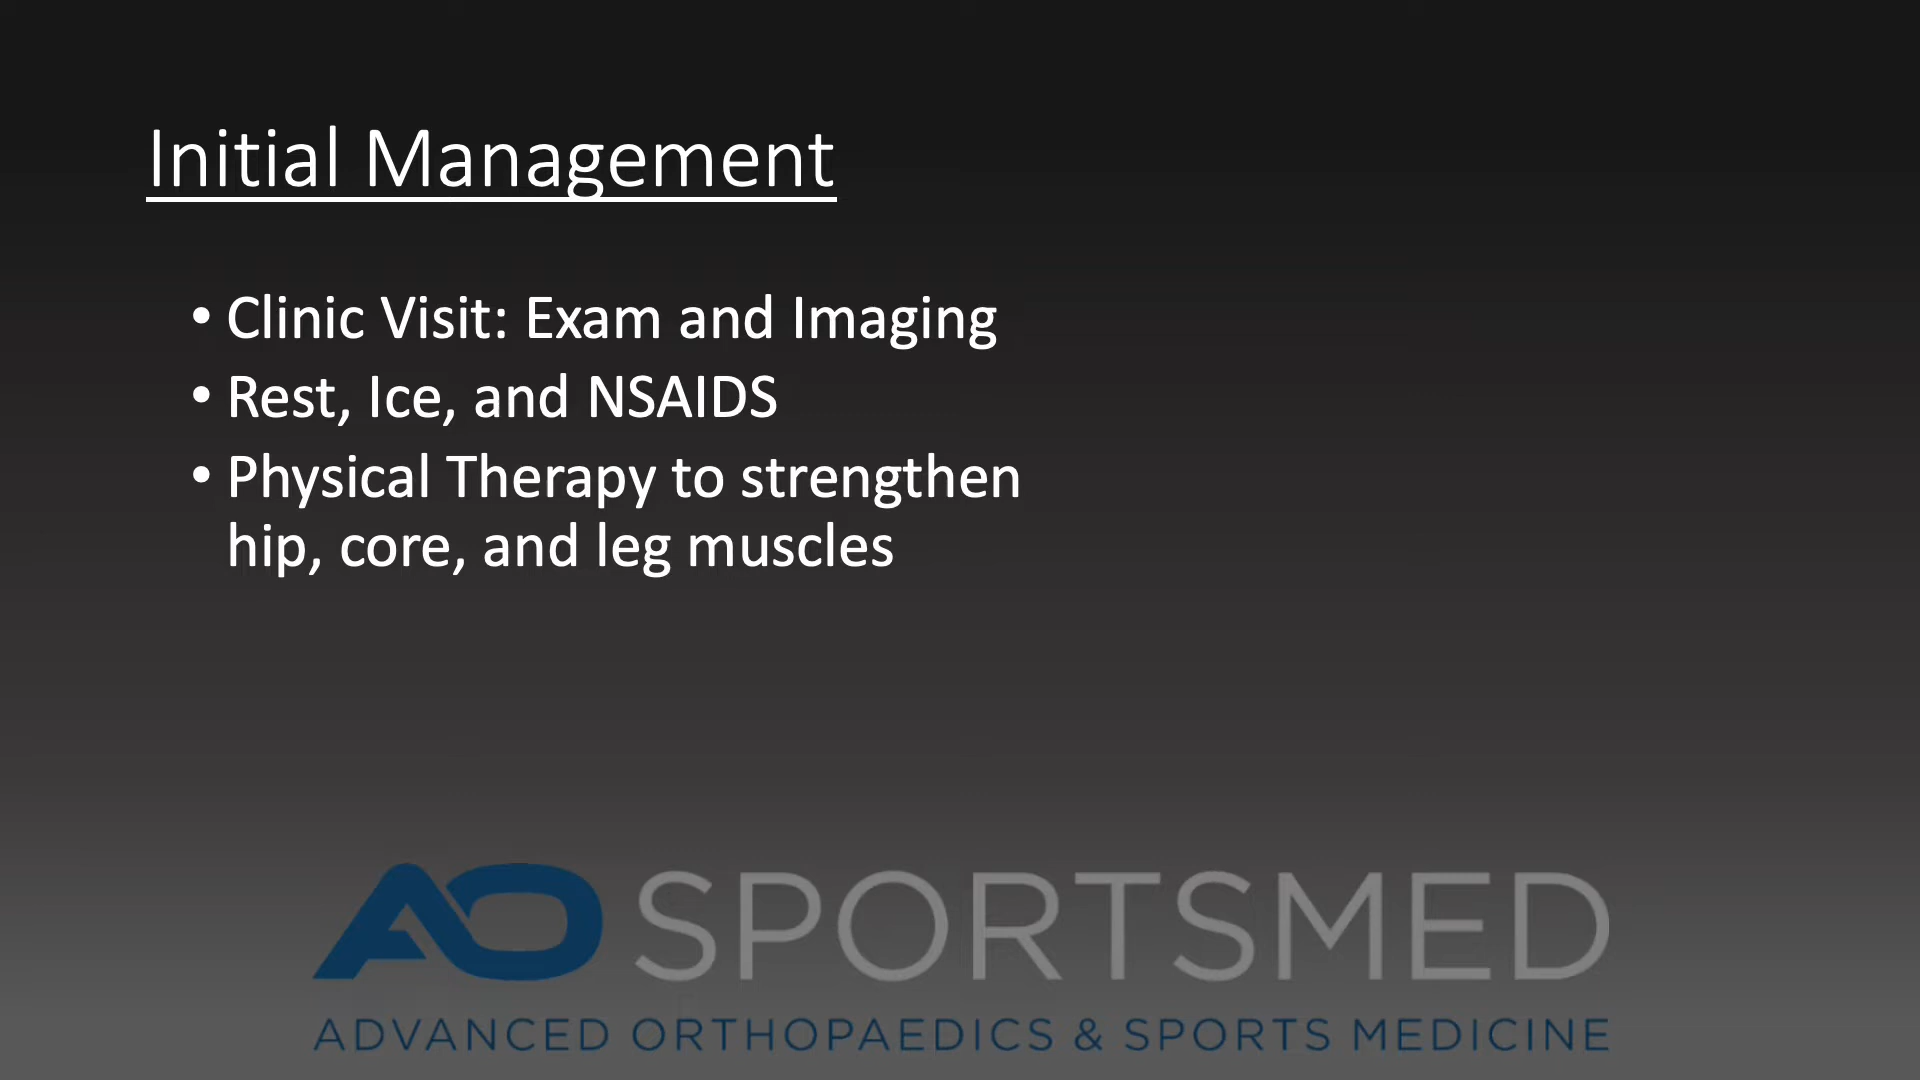 Initial Management
• Clinic Visit: Exam and Imaging
• Rest, Ice, and NSAIDS
• Physical Therapy to strengthen
hip, core, and leg muscles
AO SPORTSMED
ADVANCED ORTHOPAEDICS & SPORTS MEDICINE